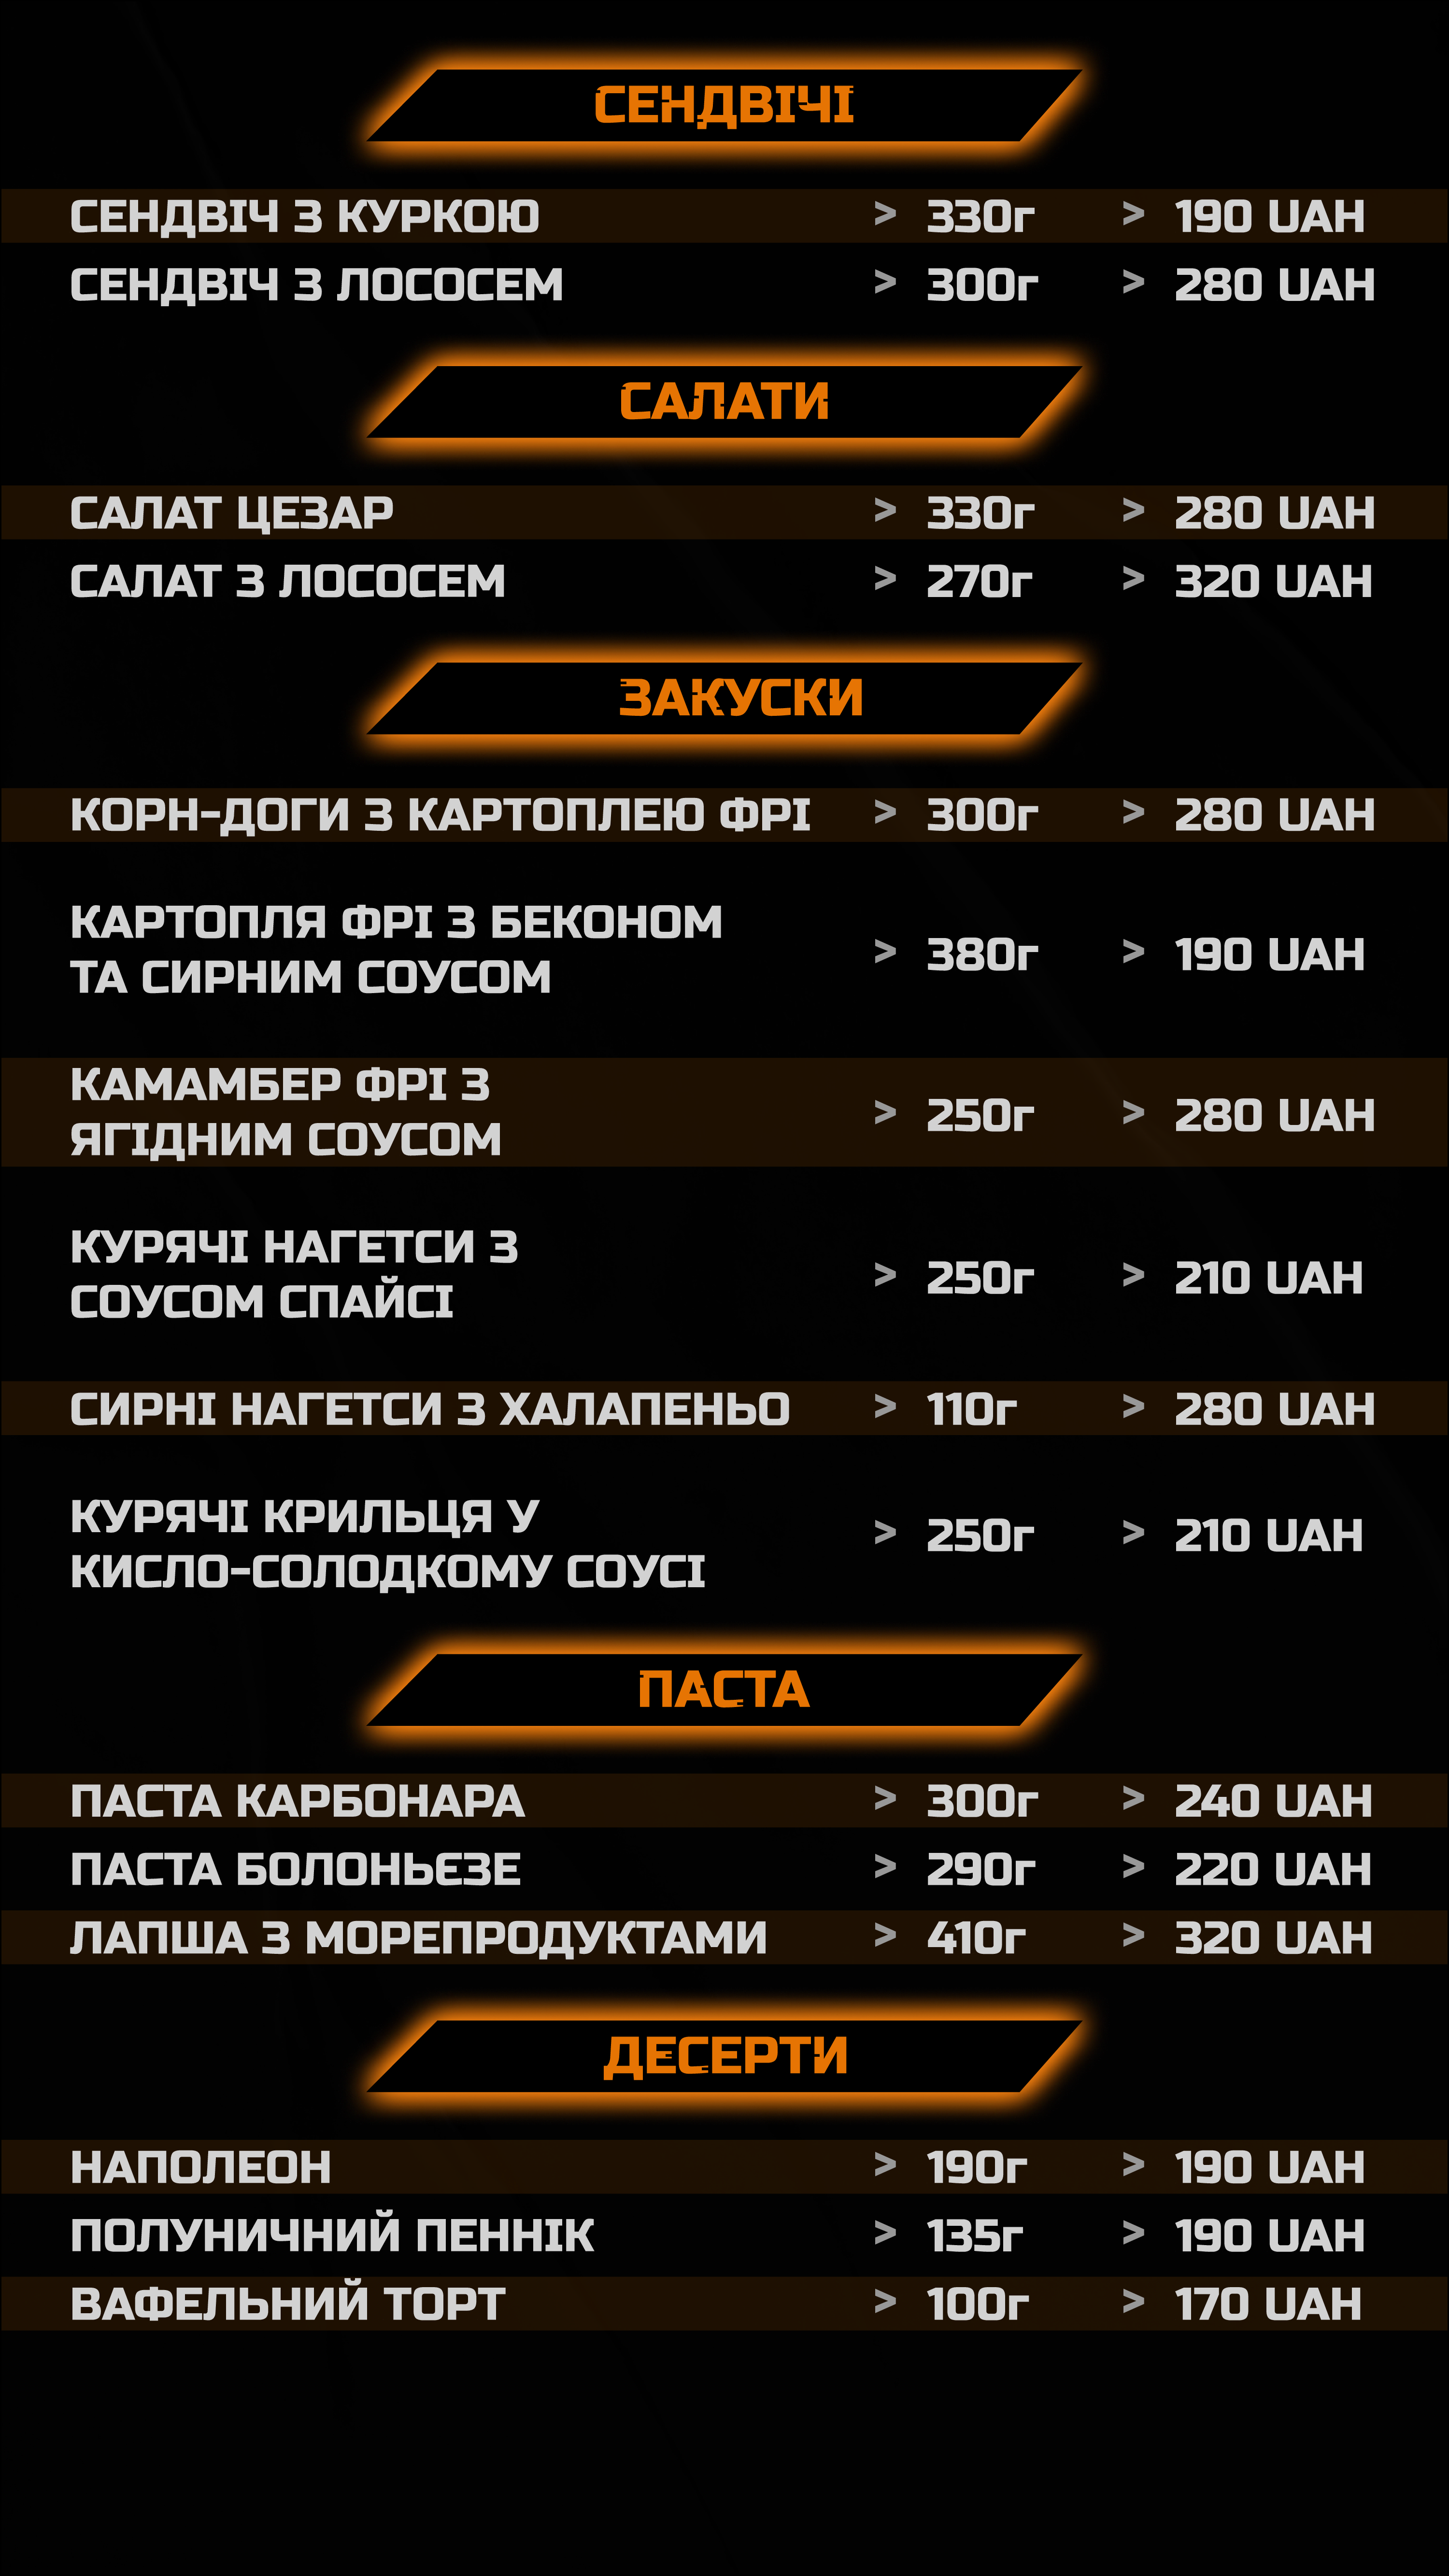 СЕНДВІЧІ
СЕНДВІЧ З КУРКОЮ > 330г > 190 UAH
СЕНДВІЧ З ЛОСОСЕМ > 300г > 280 UAH
САЛАТИ
САЛАТ ЦЕЗАР > 330г > 280 UAH
САЛАТ З ЛОСОСЕМ > 270г > 320 UAH
ЗАКУСКИ
КОРН-ДОГИ З КАРТОПЛЕЮ ФРІ > 300г > 280 UAH
КАРТОПЛЯ ФРІ З БЕКОНОМ
ТА СИРНИМ СОУСОМ > 380г > 190 UAH
КАМАМБЕР ФРІ З
ЯГІДНИМ СОУСОМ > 250г > 280 UAH
КУРЯЧІ НАГЕТСИ З
СОУСОМ СПАЙСІ > 250г > 210 UAH
СИРНІ НАГЕТСИ З ХАЛАПЕНЬО > 110г > 280 UAH
КУРЯЧІ КРИЛЬЦЯ У
КИСЛО-СОЛОДКОМУ СОУСІ > 250г > 210 UAH
ПАСТА
ПАСТА КАРБОНАРА > 300г > 240 UAH
ПАСТА БОЛОНЬЄЗЕ > 290г > 220 UAH
ЛАПША З МОРЕПРОДУКТАМИ > 410г > 320 UAH
ДЕСЕРТИ
НАПОЛЕОН > 190г > 190 UAH
ПОЛУНИЧНИЙ ПЕННІК > 135г > 190 UAH
ВАФЕЛЬНИЙ ТОРТ > 100г > 170 UAH